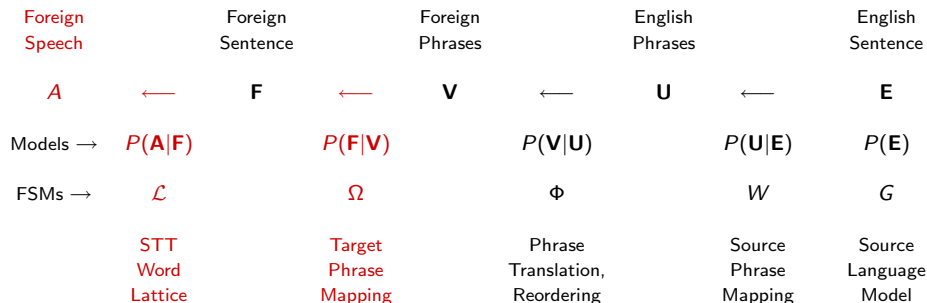 Foreign Foreign Foreign English English
Speech Sentence Phrases Phrases Sentence
A ← F ← V ← U ← E
Models → P(A|F) P(F|V) P(V|U) P(U|E) P(E)
FSMs → ℒ Ω Φ W G
STT Target Phrase Source Source
Word Phrase Translation, Phrase Language
Lattice Mapping Reordering Mapping Model